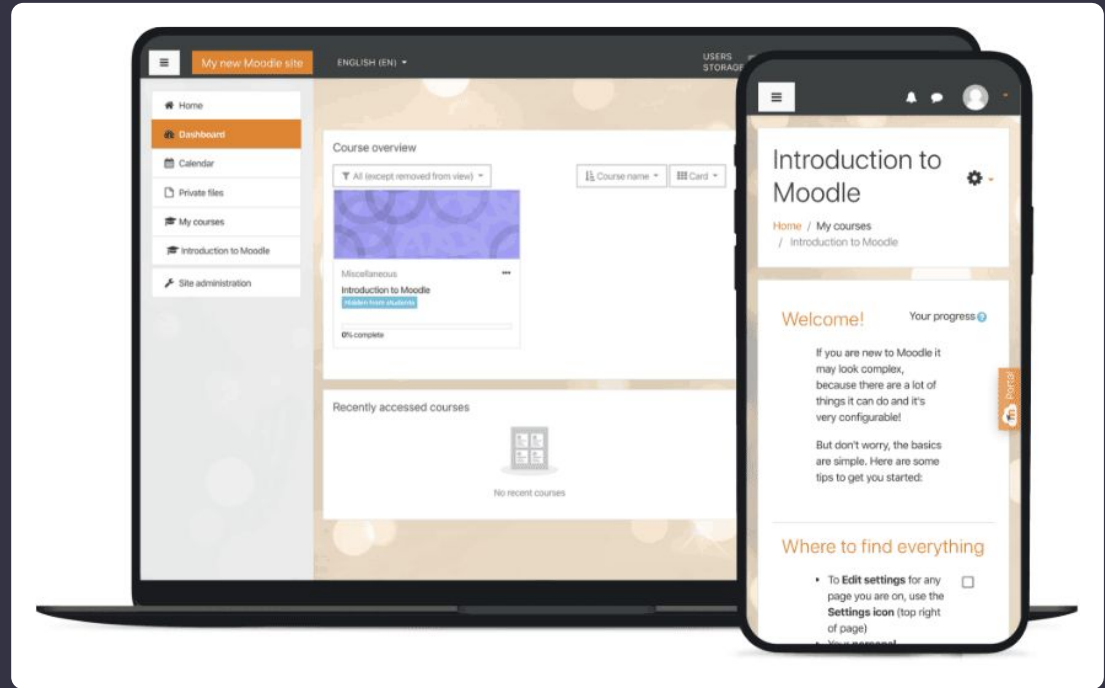 My new Moodle site
ENGLISH (EN)
USERS
STORAGE
Home
Dashboard
Calendar
Private files
My courses
Introduction to Moodle
Site administration
Course overview
All (except removed from view)
Course name
Card
Miscellaneous
Introduction to Moodle
Hidden from students
0% complete
Recently accessed courses
No recent courses
Introduction to
Moodle
Home / My courses
/ Introduction to Moodle
Welcome!
Your progress
If you are new to Moodle it
may look complex,
because there are a lot of
things it can do and it's
very configurable!
But don't worry, the basics
are simple. Here are some
tips to get you started:
Portal
Where to find everything
• To Edit settings for any
page you are on, use the
Settings icon (top right
of page)
• Your personal